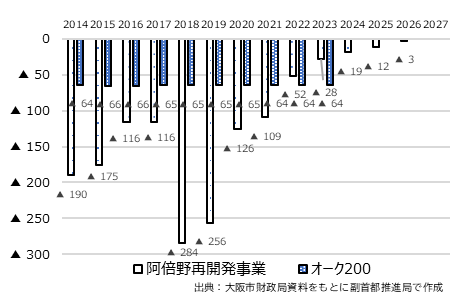 2014 2015 2016 2017 2018 2019 2020 2021 2022 2023 2024 2025 2026 2027
0
▲ 50
▲ 100
▲ 150
▲ 200
▲ 250
▲ 300
▲ 64 ▲ 66 ▲ 66 ▲ 65 ▲ 65 ▲ 65 ▲ 65 ▲ 64 ▲ 64 ▲ 64
▲ 190 ▲ 175 ▲ 116 ▲ 116 ▲ 284 ▲ 256 ▲ 126 ▲ 109 ▲ 52 ▲ 28 ▲ 19 ▲ 12 ▲ 3
阿倍野再開発事業 オーク200
出典：大阪市財政局資料をもとに副首都推進局で作成